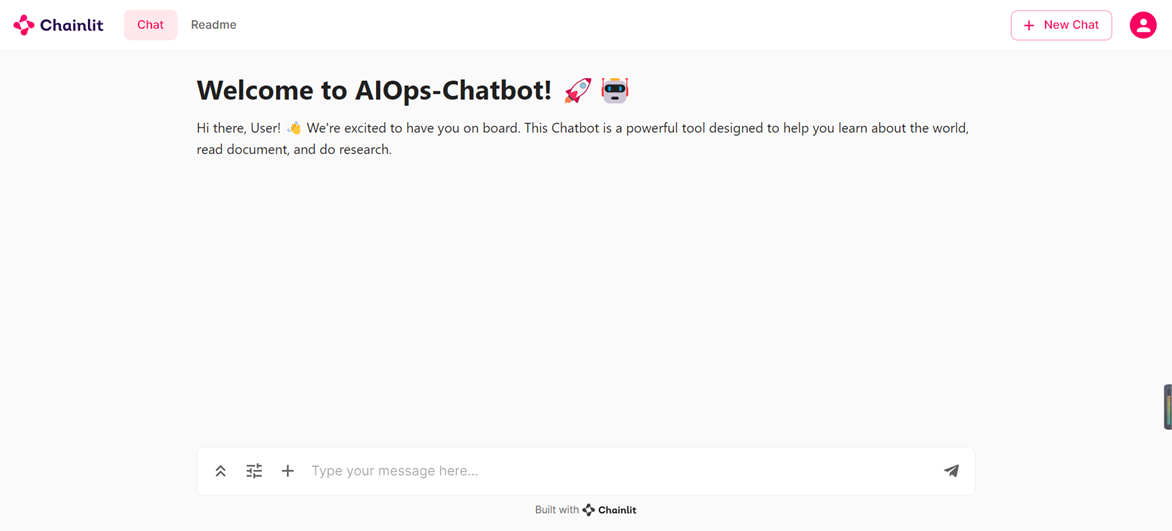 Chainlit Chat Readme + New Chat
Welcome to AIOps-Chatbot! 🚀 🤖
Hi there, User! 👋 We're excited to have you on board. This Chatbot is a powerful tool designed to help you learn about the world,
read document, and do research.
Type your message here...
Built with Chainlit